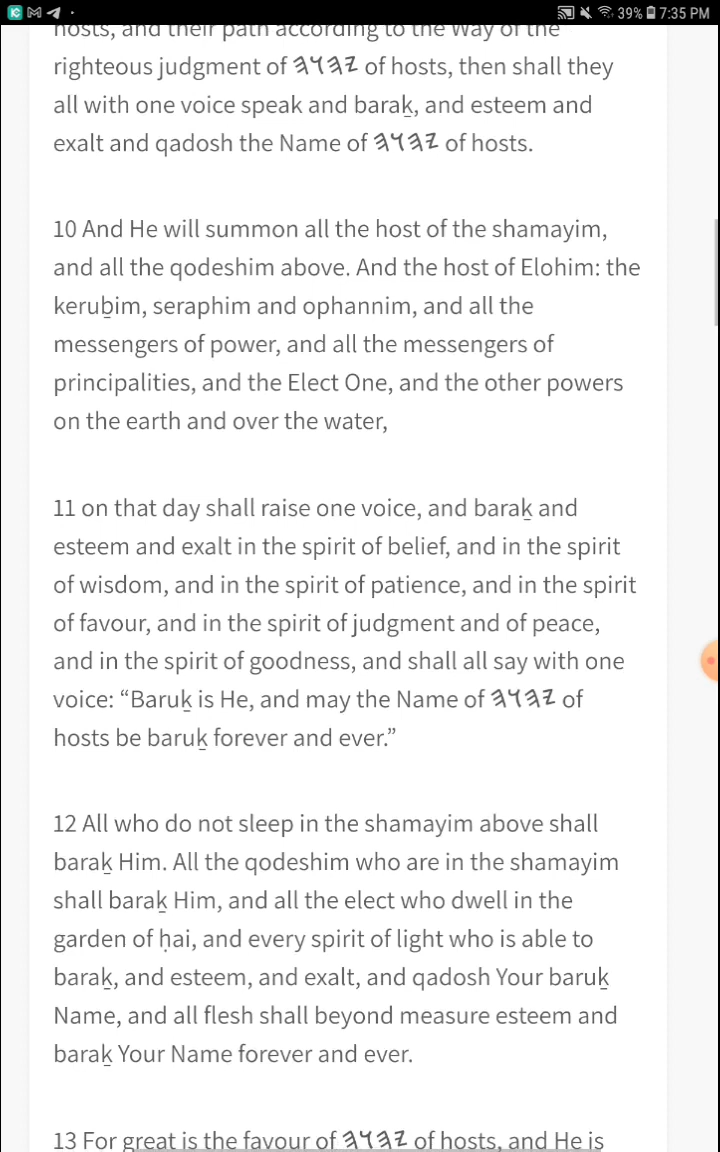 39% 7:35 PM
hosts, and their path according to the Way of the
righteous judgment of 𐤉𐤄𐤅𐤄 of hosts, then shall they
all with one voice speak and baraḵ, and esteem and
exalt and qadosh the Name of 𐤉𐤄𐤅𐤄 of hosts.
10 And He will summon all the host of the shamayim,
and all the qodeshim above. And the host of Elohim: the
keruḇim, seraphim and ophannim, and all the
messengers of power, and all the messengers of
principalities, and the Elect One, and the other powers
on the earth and over the water,
11 on that day shall raise one voice, and baraḵ and
esteem and exalt in the spirit of belief, and in the spirit
of wisdom, and in the spirit of patience, and in the spirit
of favour, and in the spirit of judgment and of peace,
and in the spirit of goodness, and shall all say with one
voice: “Baruḵ is He, and may the Name of 𐤉𐤄𐤅𐤄 of
hosts be baruḵ forever and ever.”
12 All who do not sleep in the shamayim above shall
baraḵ Him. All the qodeshim who are in the shamayim
shall baraḵ Him, and all the elect who dwell in the
garden of ḥai, and every spirit of light who is able to
baraḵ, and esteem, and exalt, and qadosh Your baruḵ
Name, and all flesh shall beyond measure esteem and
baraḵ Your Name forever and ever.
13 For great is the favour of 𐤉𐤄𐤅𐤄 of hosts, and He is